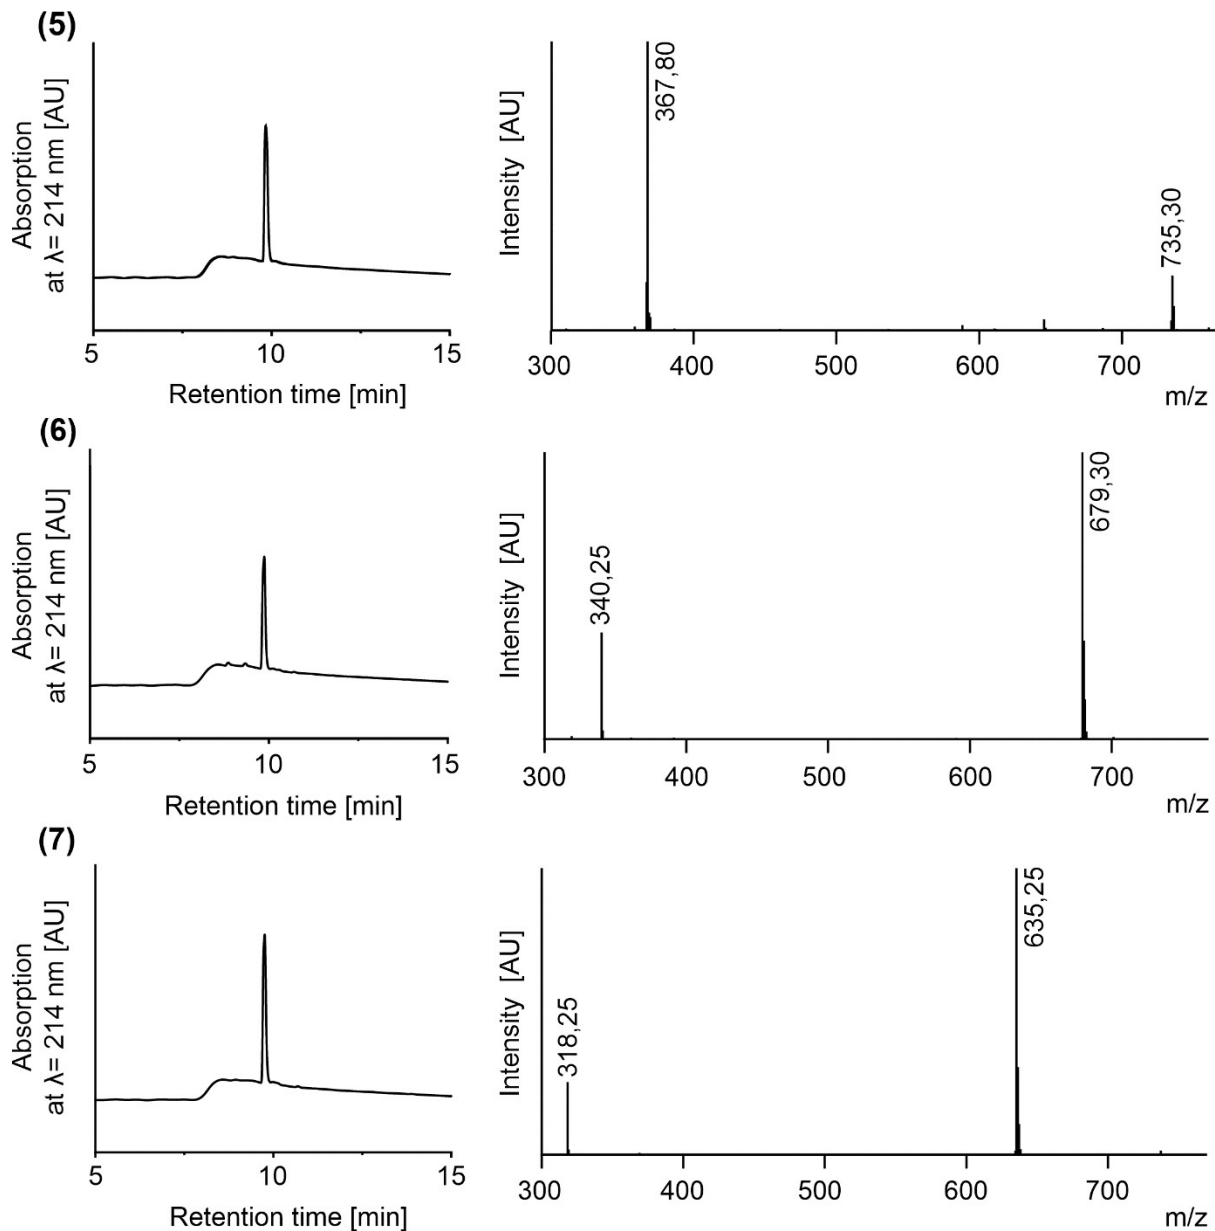 (5)
Absorption
at λ= 214 nm [AU]
5 10 15
Retention time [min]
Intensity [AU]
367,80
735,30
300 400 500 600 700
m/z
(6)
Absorption
at λ= 214 nm [AU]
5 10 15
Retention time [min]
Intensity [AU]
340,25
679,30
300 400 500 600 700
m/z
(7)
Absorption
at λ= 214 nm [AU]
5 10 15
Retention time [min]
Intensity [AU]
318,25
635,25
300 400 500 600 700
m/z